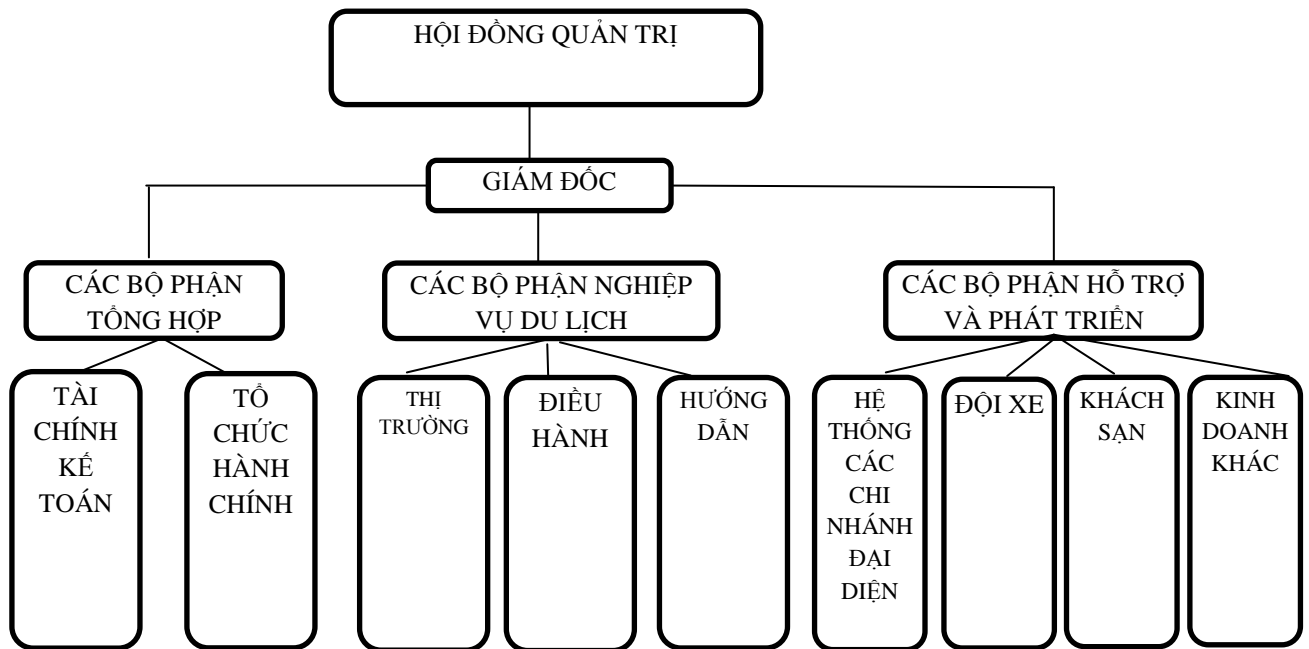 HỘI ĐỒNG QUẢN TRỊ
GIÁM ĐỐC
CÁC BỘ PHẬN
TỔNG HỢP
CÁC BỘ PHẬN NGHIỆP
VỤ DU LỊCH
CÁC BỘ PHẬN HỖ TRỢ
VÀ PHÁT TRIỂN
TÀI
CHÍNH
KẾ
TOÁN
TỔ
CHỨC
HÀNH
CHÍNH
THỊ
TRƯỜNG
ĐIỀU
HÀNH
HƯỚNG
DẪN
HỆ
THỐNG
CÁC
CHI
NHÁNH
ĐẠI
DIỆN
ĐỘI XE
KHÁCH
SẠN
KINH
DOANH
KHÁC